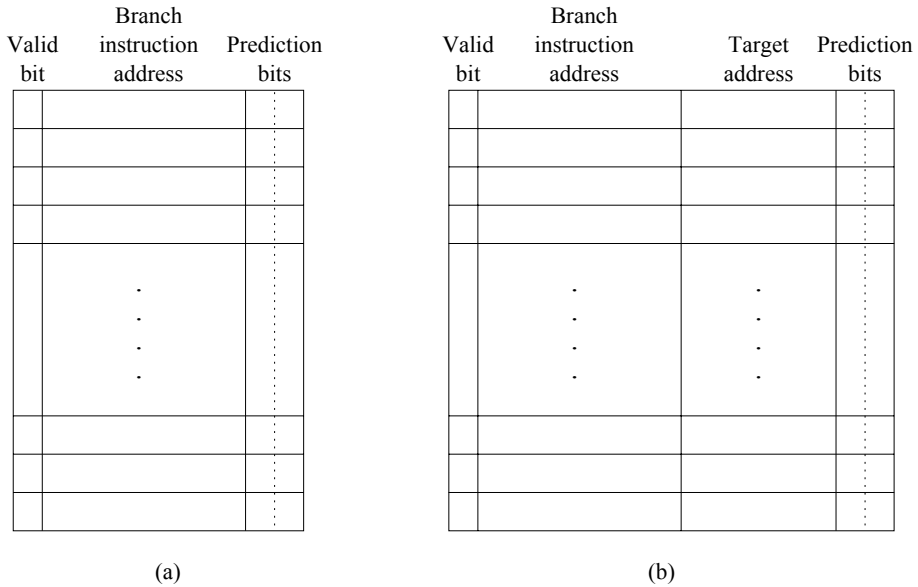 Branch
Valid instruction Prediction
bit address bits
Branch
Valid instruction Target Prediction
bit address address bits
(a)
(b)